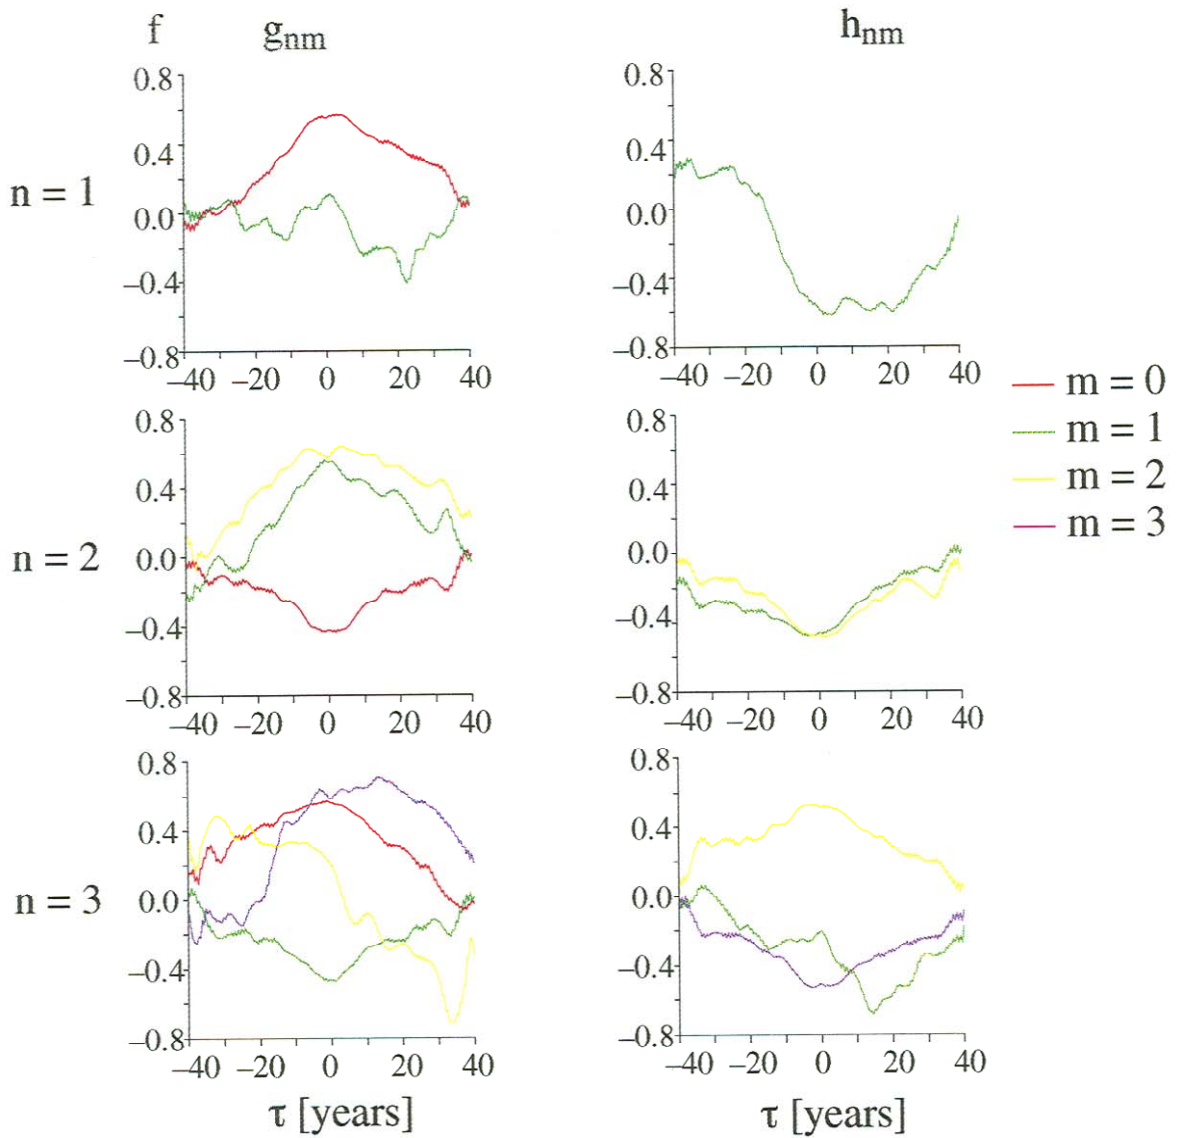 f g_nm h_nm
0.8 0.8
0.4 0.4
n = 1 0.0 0.0
−0.4 −0.4
−0.8 −0.8
−40 −20 0 20 40 −40 −20 0 20 40
m = 0
m = 1
m = 2
m = 3
0.8 0.8
0.4 0.4
n = 2 0.0 0.0
−0.4 −0.4
−0.8 −0.8
−40 −20 0 20 40 −40 −20 0 20 40
0.8 0.8
0.4 0.4
n = 3 0.0 0.0
−0.4 −0.4
−0.8 −0.8
−40 −20 0 20 40 −40 −20 0 20 40
τ [years] τ [years]